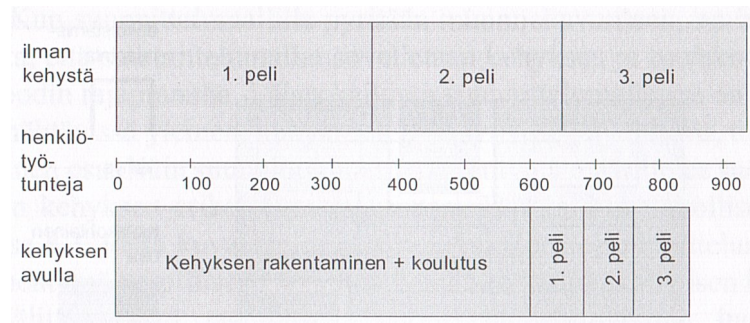 ilman
kehystä
1. peli 2. peli 3. peli
henkilö-
työ-
tunteja
0 100 200 300 400 500 600 700 800 900
kehyksen
avulla
Kehyksen rakentaminen + koulutus
1. peli
2. peli
3. peli